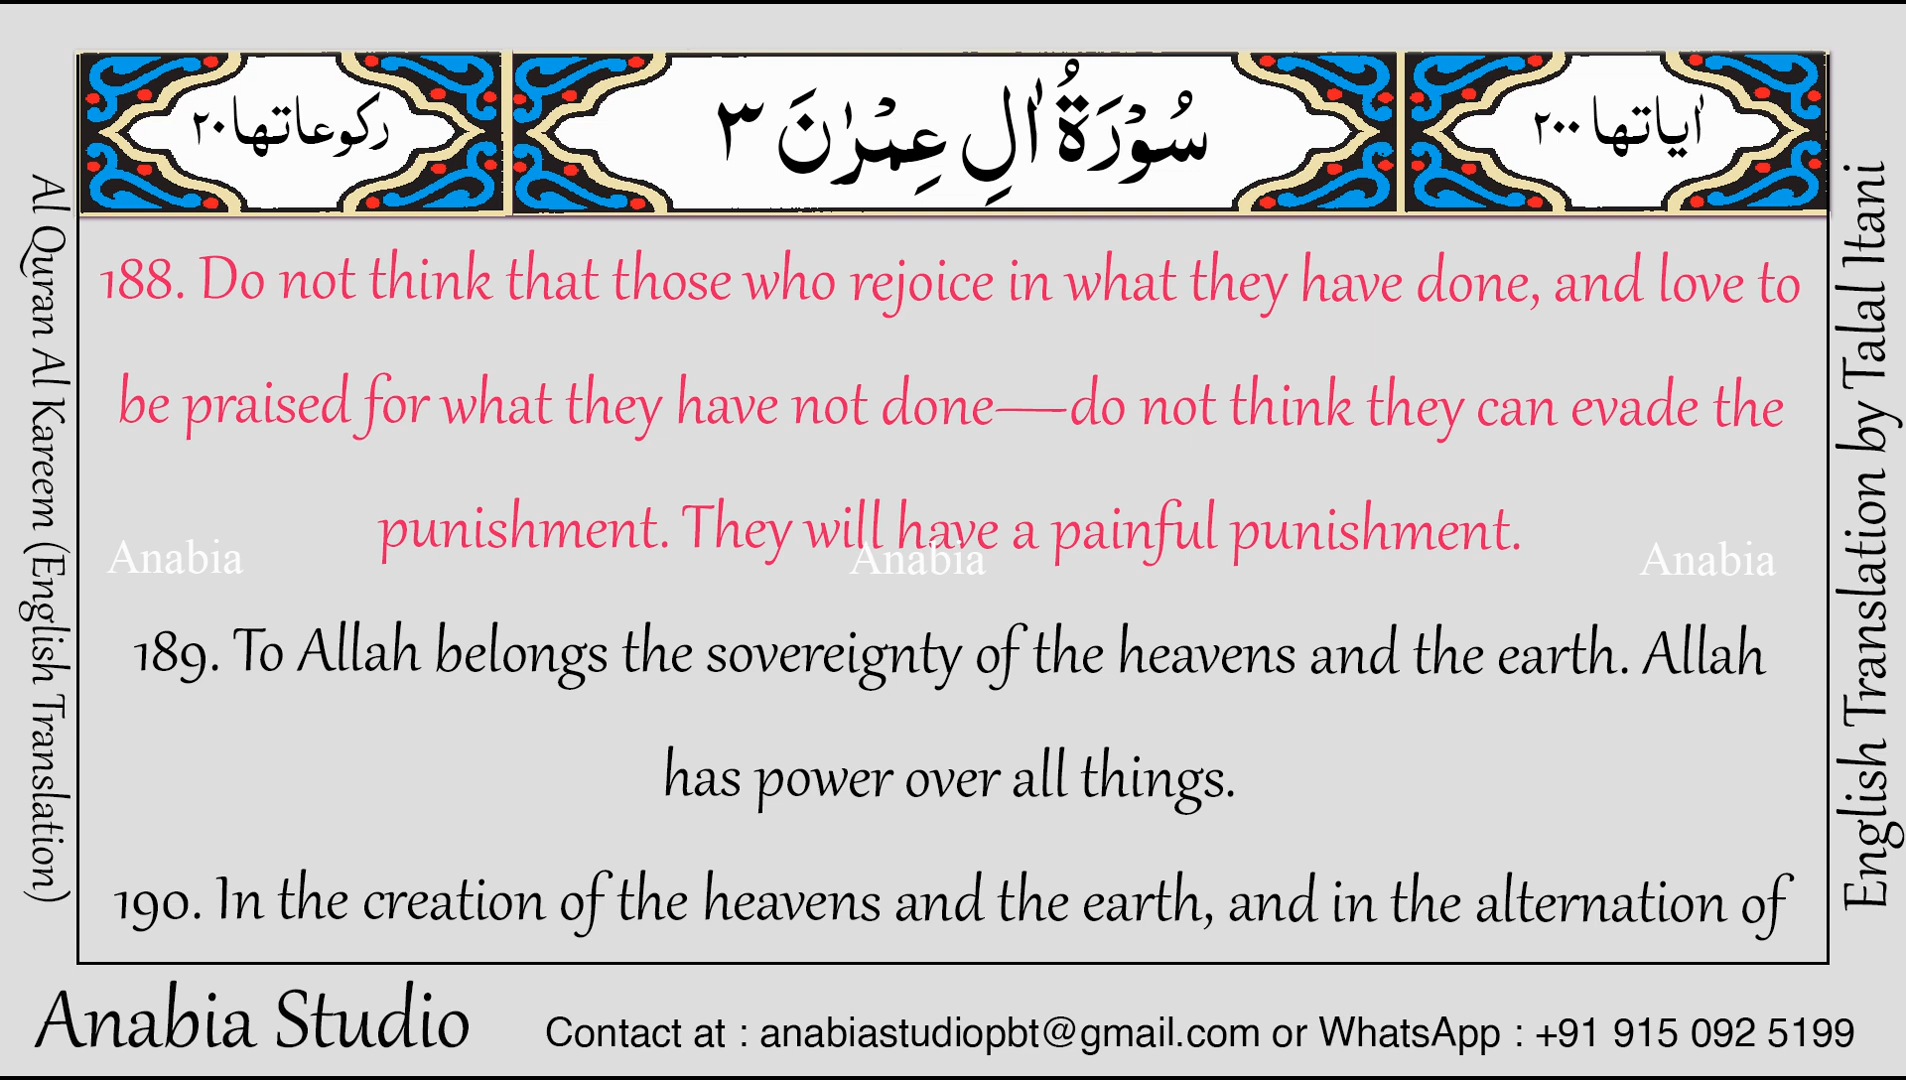 اٰیاتها ٢٠٠
سُوْرَةُ اٰلِ عِمْرٰنَ ٣
ركوعاتها ٢٠
Al Quran Al Kareem (English Translation)
English Translation by Talal Itani
188. Do not think that those who rejoice in what they have done, and love to
be praised for what they have not done—do not think they can evade the
punishment. They will have a painful punishment.
Anabia
Anabia
Anabia
189. To Allah belongs the sovereignty of the heavens and the earth. Allah
has power over all things.
190. In the creation of the heavens and the earth, and in the alternation of
Anabia Studio
Contact at : anabiastudiopbt@gmail.com or WhatsApp : +91 915 092 5199